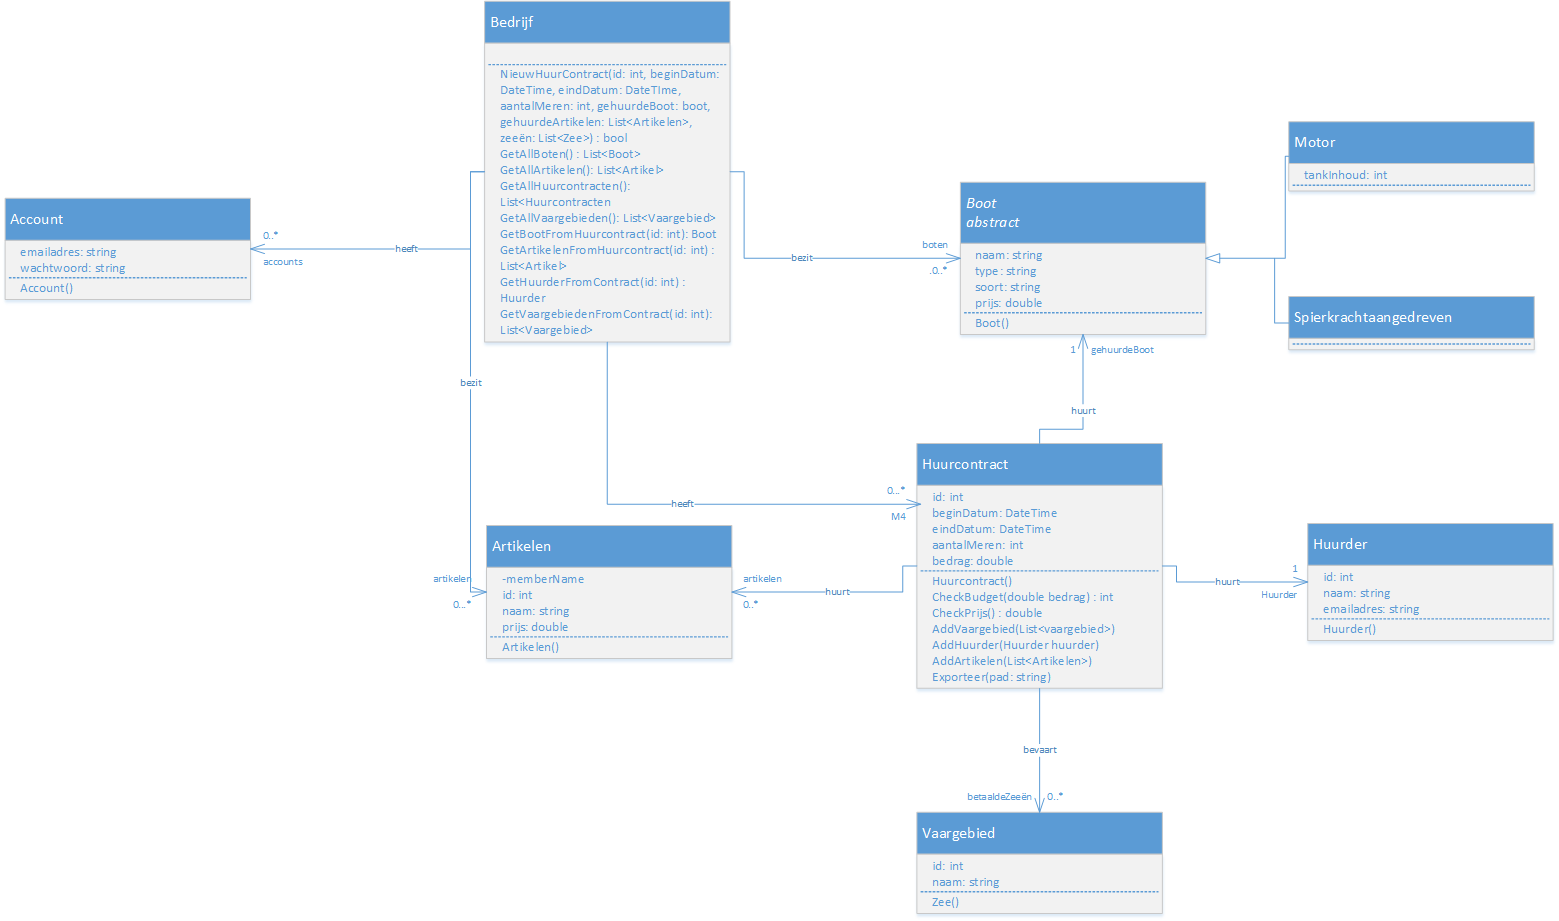 Bedrijf
NieuwHuurContract(id: int, beginDatum:
DateTime, eindDatum: DateTIme,
aantalMeren: int, gehuurdeBoot: boot,
gehuurdeArtikelen: List<Artikelen>,
zeeën: List<Zee>) : bool
GetAllBoten() : List<Boot>
GetAllArtikelen(): List<Artikel>
GetAllHuurcontracten():
List<Huurcontracten
GetAllVaargebieden(): List<Vaargebied>
GetBootFromHuurcontract(id: int): Boot
GetArtikelenFromHuurcontract(id: int) :
List<Artikel>
GetHuurderFromContract(id: int) :
Huurder
GetVaargebiedenFromContract(id: int):
List<Vaargebied>
Account
emailadres: string
wachtwoord: string
Account()
0..*
accounts
heeft
bezit
boten
.0..*
Boot
abstract
naam: string
type : string
soort: string
prijs: double
Boot()
Motor
tankInhoud: int
Spierkrachtaangedreven
1
gehuurdeBoot
huurt
bezit
heeft
0...*
M4
Huurcontract
id: int
beginDatum: DateTime
eindDatum: DateTime
aantalMeren: int
bedrag: double
Huurcontract()
CheckBudget(double bedrag) : int
CheckPrijs() : double
AddVaargebied(List<vaargebied>)
AddHuurder(Huurder huurder)
AddArtikelen(List<Artikelen>)
Exporteer(pad: string)
artikelen
0...*
Artikelen
-memberName
id: int
naam: string
prijs: double
Artikelen()
artikelen
0..*
huurt
huurt
1
Huurder
Huurder
id: int
naam: string
emailadres: string
Huurder()
bevaart
betaaldeZeeën
0..*
Vaargebied
id: int
naam: string
Zee()